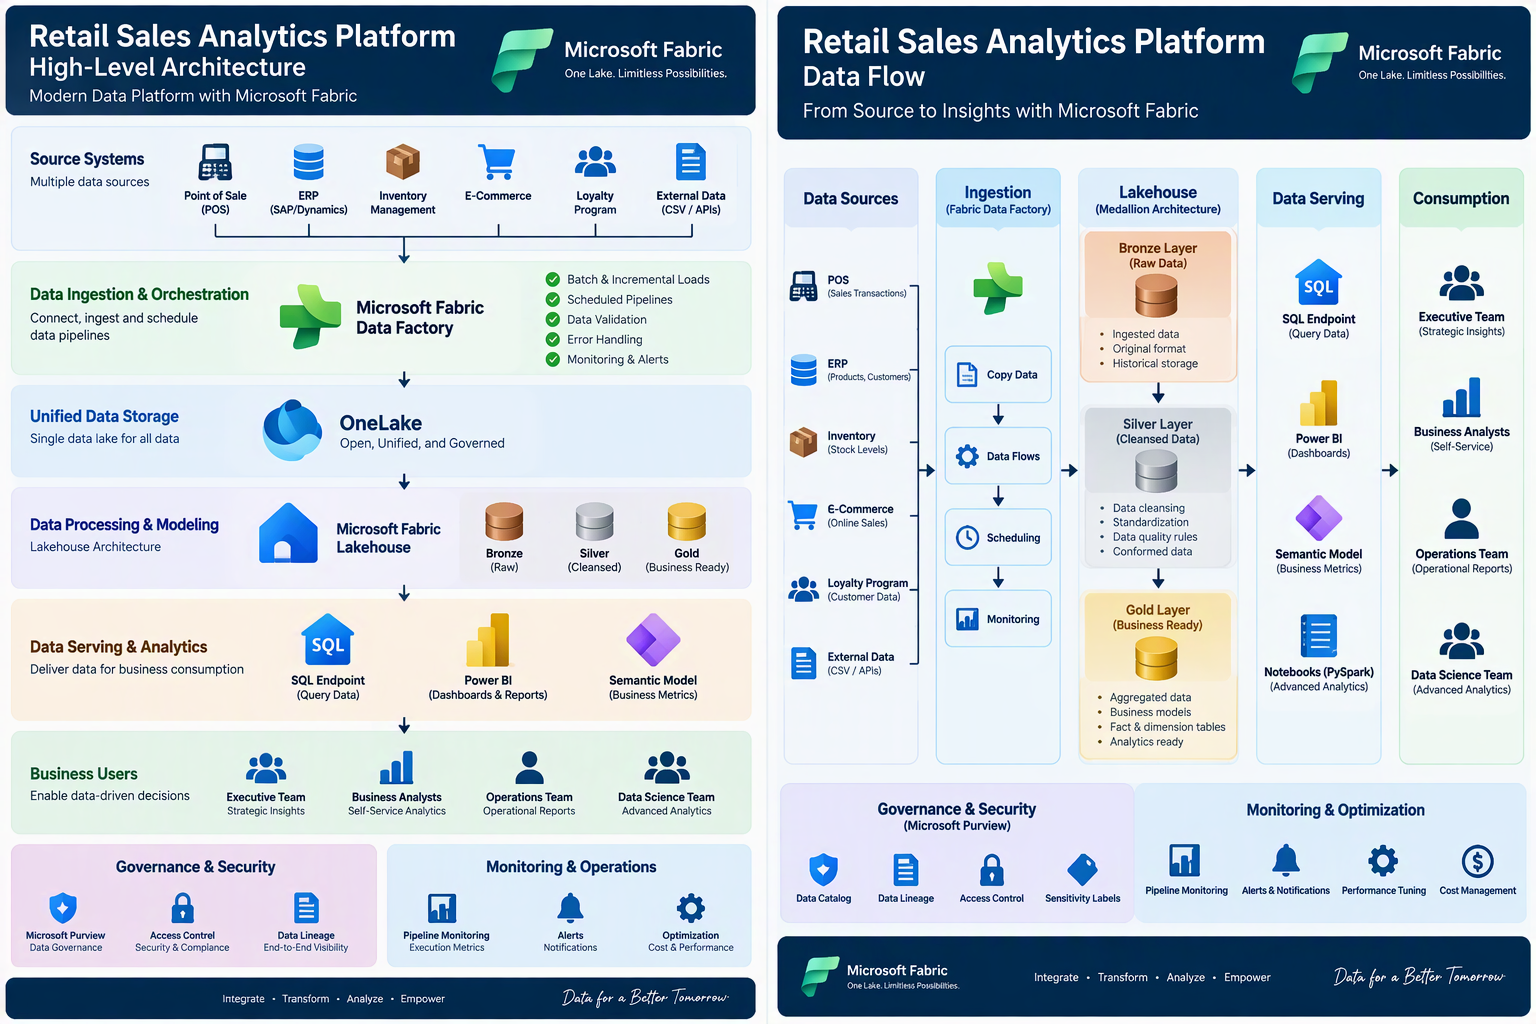 Retail Sales Analytics Platform
High-Level Architecture
Modern Data Platform with Microsoft Fabric
Microsoft Fabric
One Lake. Limitless Possibilities.
Source Systems
Multiple data sources
Point of Sale
(POS)
ERP
(SAP/Dynamics)
Inventory
Management
E-Commerce
Loyalty
Program
External Data
(CSV / APIs)
Data Ingestion & Orchestration
Connect, ingest and schedule
data pipelines
Microsoft Fabric
Data Factory
Batch & Incremental Loads
Scheduled Pipelines
Data Validation
Error Handling
Monitoring & Alerts
Unified Data Storage
Single data lake for all data
OneLake
Open, Unified, and Governed
Data Processing & Modeling
Lakehouse Architecture
Microsoft Fabric
Lakehouse
Bronze
(Raw)
Silver
(Cleansed)
Gold
(Business Ready)
Data Serving & Analytics
Deliver data for business consumption
SQL
SQL Endpoint
(Query Data)
Power BI
(Dashboards & Reports)
Semantic Model
(Business Metrics)
Business Users
Enable data-driven decisions
Executive Team
Strategic Insights
Business Analysts
Self-Service Analytics
Operations Team
Operational Reports
Data Science Team
Advanced Analytics
Governance & Security
Microsoft Purview
Data Governance
Access Control
Security & Compliance
Data Lineage
End-to-End Visibility
Monitoring & Operations
Pipeline Monitoring
Execution Metrics
Alerts
Notifications
Optimization
Cost & Performance
Integrate • Transform • Analyze • Empower
Data for a Better Tomorrow
Retail Sales Analytics Platform
Data Flow
From Source to Insights with Microsoft Fabric
Microsoft Fabric
One Lake. Limitless Possibilities.
Data Sources
POS
(Sales Transactions)
ERP
(Products, Customers)
Inventory
(Stock Levels)
E-Commerce
(Online Sales)
Loyalty Program
(Customer Data)
External Data
(CSV / APIs)
Ingestion
(Fabric Data Factory)
Copy Data
Data Flows
Scheduling
Monitoring
Lakehouse
(Medallion Architecture)
Bronze Layer
(Raw Data)
• Ingested data
• Original format
• Historical storage
Silver Layer
(Cleansed Data)
• Data cleansing
• Standardization
• Data quality rules
• Conformed data
Gold Layer
(Business Ready)
• Aggregated data
• Business models
• Fact & dimension tables
• Analytics ready
Data Serving
SQL
SQL Endpoint
(Query Data)
Power BI
(Dashboards)
Semantic Model
(Business Metrics)
Notebooks (PySpark)
(Advanced Analytics)
Consumption
Executive Team
(Strategic Insights)
Business Analysts
(Self-Service)
Operations Team
(Operational Reports)
Data Science Team
(Advanced Analytics)
Governance & Security
(Microsoft Purview)
Data Catalog
Data Lineage
Access Control
Sensitivity Labels
Monitoring & Optimization
Pipeline Monitoring
Alerts & Notifications
Performance Tuning
$
Cost Management
Microsoft Fabric
One Lake. Limitless Possibilities.
Integrate • Transform • Analyze • Empower
Data for a Better Tomorrow